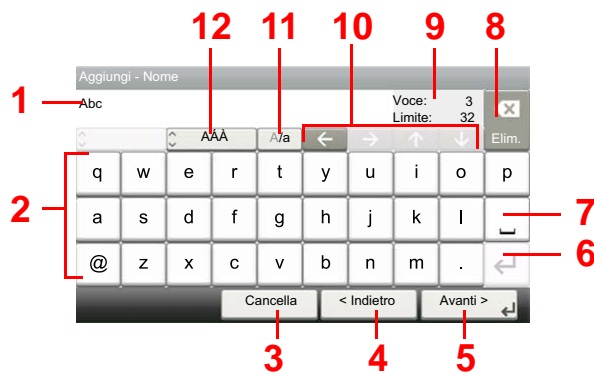 12 11 10 9 8
Aggiungi - Nome
1 Abc Voce: 3
Limite: 32
AÁÀ A/a ← → ↑ ↓ Elim.
q w e r t y u i o p
2
a s d f g h j k l 7
@ z x c v b n m . 6
Cancella < Indietro Avanti >
3 4 5